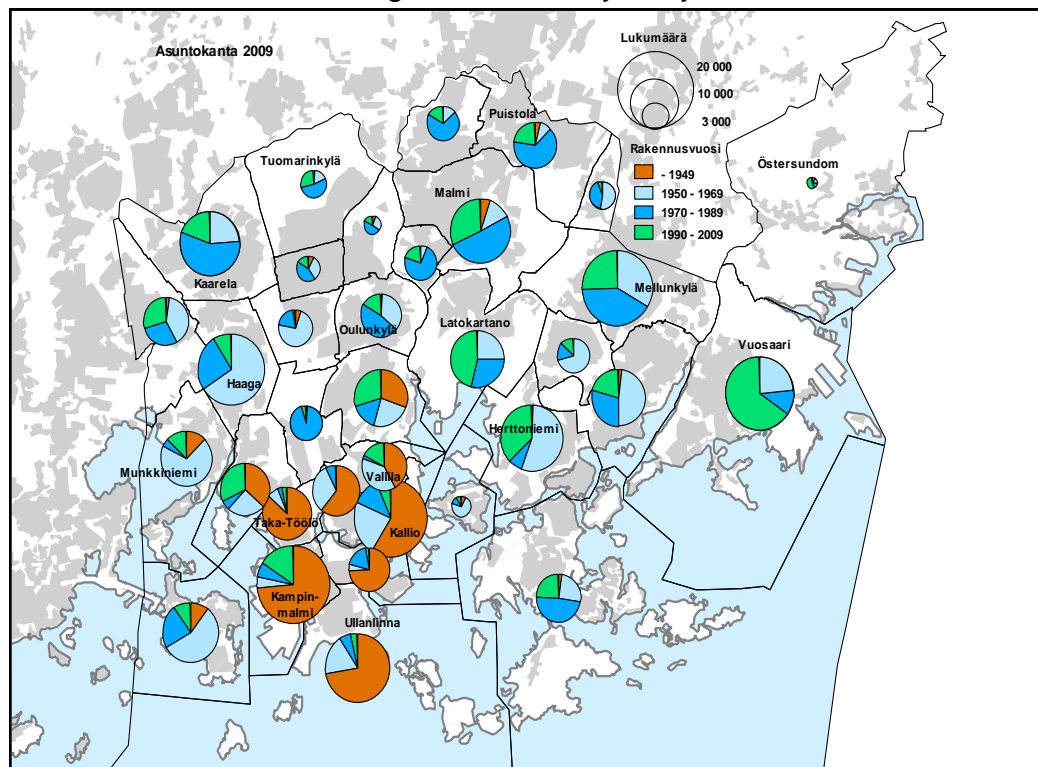 Asuntokanta 2009
Lukumäärä
20 000
10 000
3 000
Rakennusvuosi
- 1949
1950 - 1969
1970 - 1989
1990 - 2009
Puistola
Tuomarinkylä
Östersundom
Malmi
Kaarela
Mellunkylä
Oulunkylä
Latokartano
Vuosaari
Haaga
Herttoniemi
Munkkiniemi
Vallila
Taka-Töölö
Kallio
Kampin-
malmi
Ullanlinna